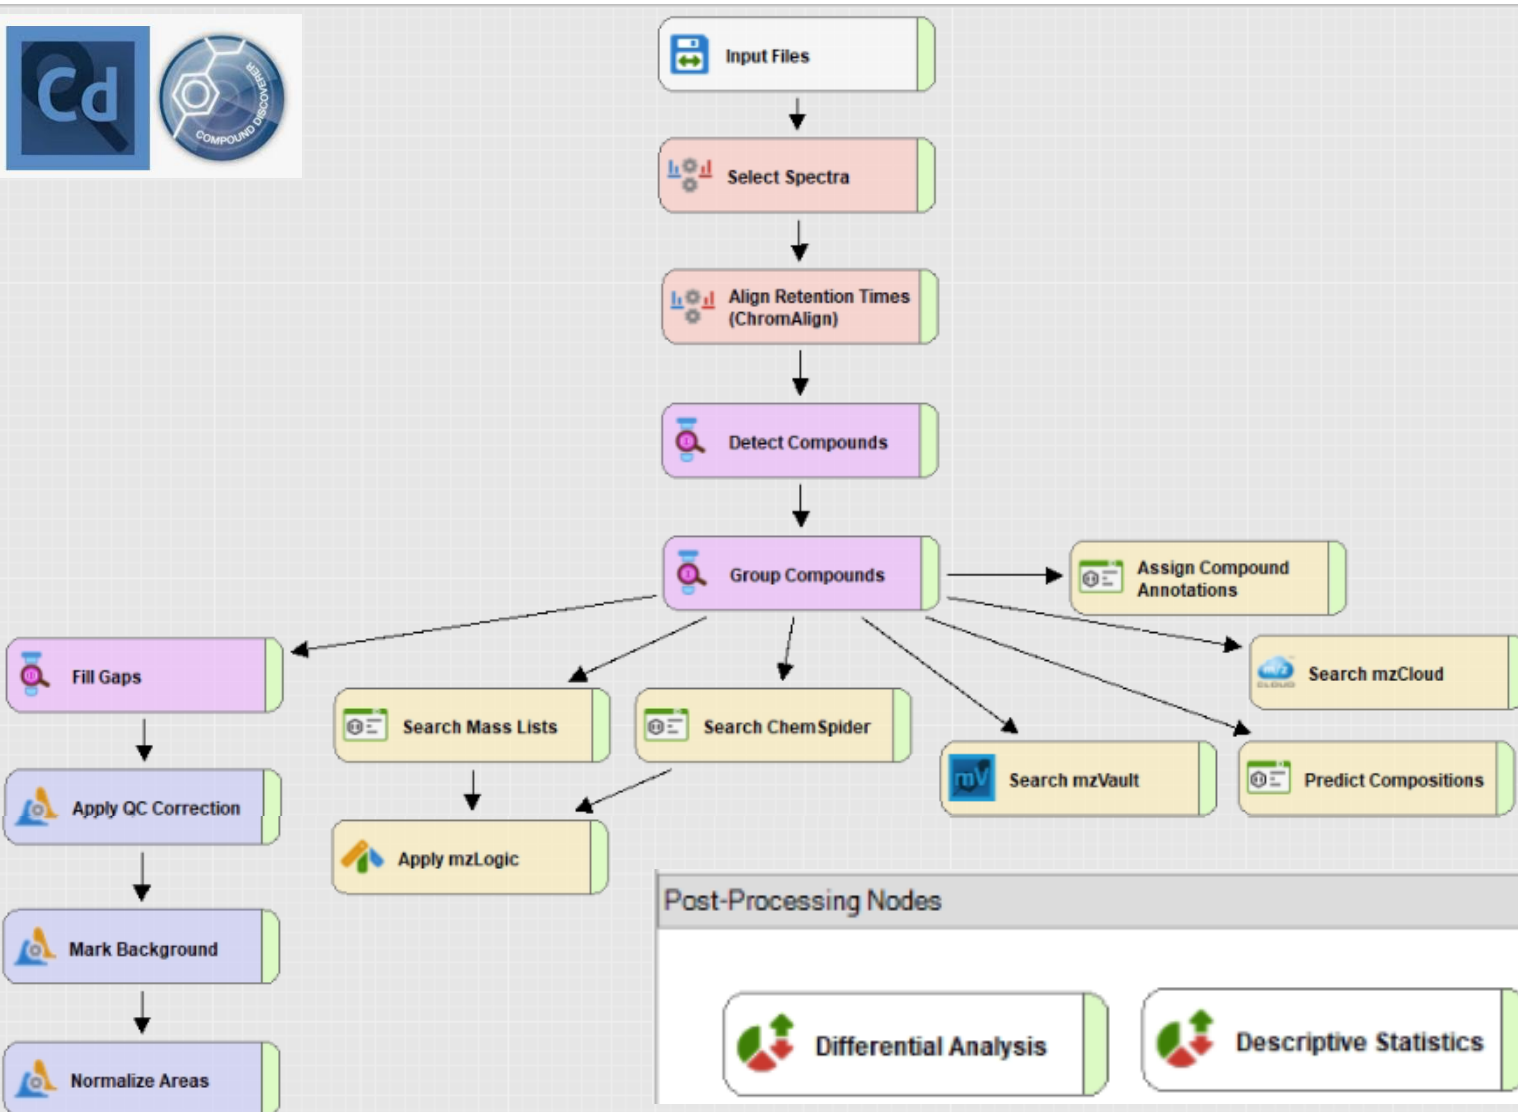 Cd
COMPOUND DISCOVERER
Input Files
Select Spectra
Align Retention Times
(ChromAlign)
Detect Compounds
Group Compounds
Assign Compound
Annotations
Fill Gaps
Search mzCloud
m/z
CLOUD
Search Mass Lists
Search ChemSpider
mV
Search mzVault
Predict Compositions
Apply QC Correction
Apply mzLogic
Post-Processing Nodes
Mark Background
Differential Analysis
Descriptive Statistics
Normalize Areas